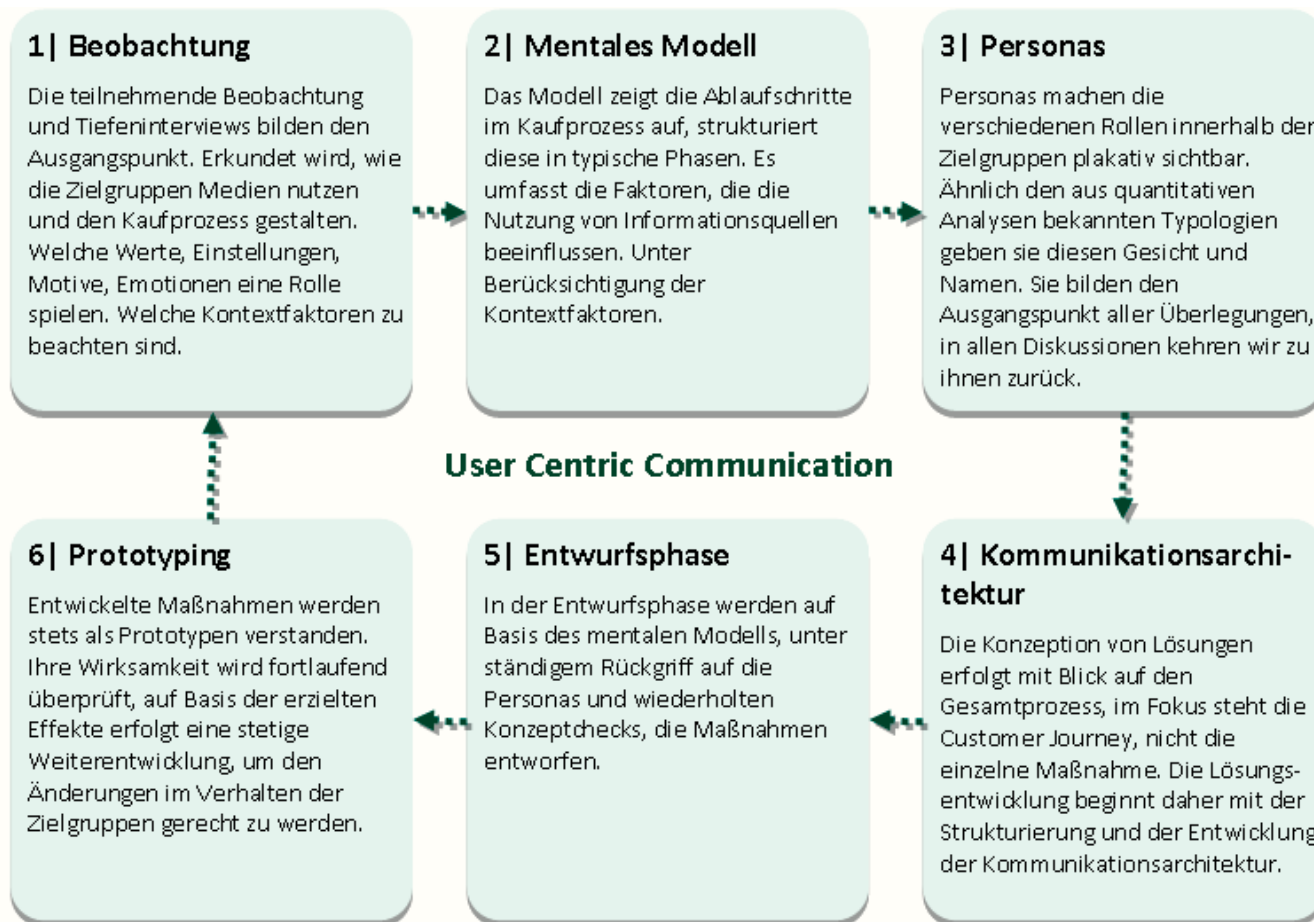 1| Beobachtung
Die teilnehmende Beobachtung
und Tiefeninterviews bilden den
Ausgangspunkt. Erkundet wird, wie
die Zielgruppen Medien nutzen
und den Kaufprozess gestalten.
Welche Werte, Einstellungen,
Motive, Emotionen eine Rolle
spielen. Welche Kontextfaktoren zu
beachten sind.
2| Mentales Modell
Das Modell zeigt die Ablaufschritte
im Kaufprozess auf, strukturiert
diese in typische Phasen. Es
umfasst die Faktoren, die die
Nutzung von Informationsquellen
beeinflussen. Unter
Berücksichtigung der
Kontextfaktoren.
3| Personas
Personas machen die
verschiedenen Rollen innerhalb der
Zielgruppen plakativ sichtbar.
Ähnlich den aus quantitativen
Analysen bekannten Typologien
geben sie diesen Gesicht und
Namen. Sie bilden den
Ausgangspunkt aller Überlegungen,
in allen Diskussionen kehren wir zu
ihnen zurück.
User Centric Communication
4| Kommunikationsarchi-
tektur
Die Konzeption von Lösungen
erfolgt mit Blick auf den
Gesamtprozess, im Fokus steht die
Customer Journey, nicht die
einzelne Maßnahme. Die Lösungs-
entwicklung beginnt daher mit der
Strukturierung und der Entwicklung
der Kommunikationsarchitektur.
5| Entwurfsphase
In der Entwurfsphase werden auf
Basis des mentalen Modells, unter
ständigem Rückgriff auf die
Personas und wiederholten
Konzeptchecks, die Maßnahmen
entworfen.
6| Prototyping
Entwickelte Maßnahmen werden
stets als Prototypen verstanden.
Ihre Wirksamkeit wird fortlaufend
überprüft, auf Basis der erzielten
Effekte erfolgt eine stetige
Weiterentwicklung, um den
Änderungen im Verhalten der
Zielgruppen gerecht zu werden.